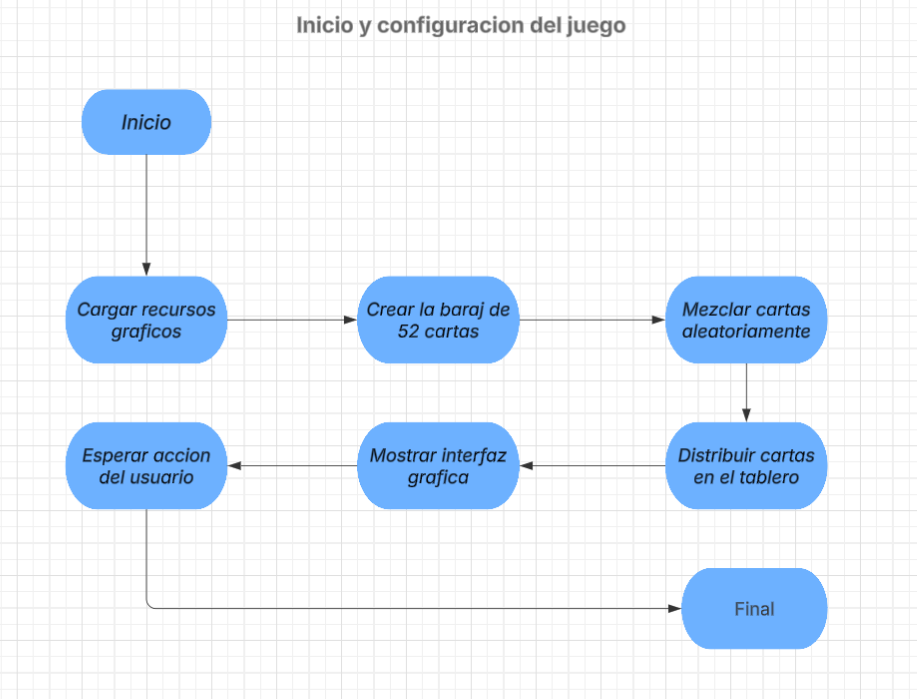 Inicio y configuracion del juego
Inicio
Cargar recursos
graficos
Crear la baraj de
52 cartas
Mezclar cartas
aleatoriamente
Esperar accion
del usuario
Mostrar interfaz
grafica
Distribuir cartas
en el tablero
Final